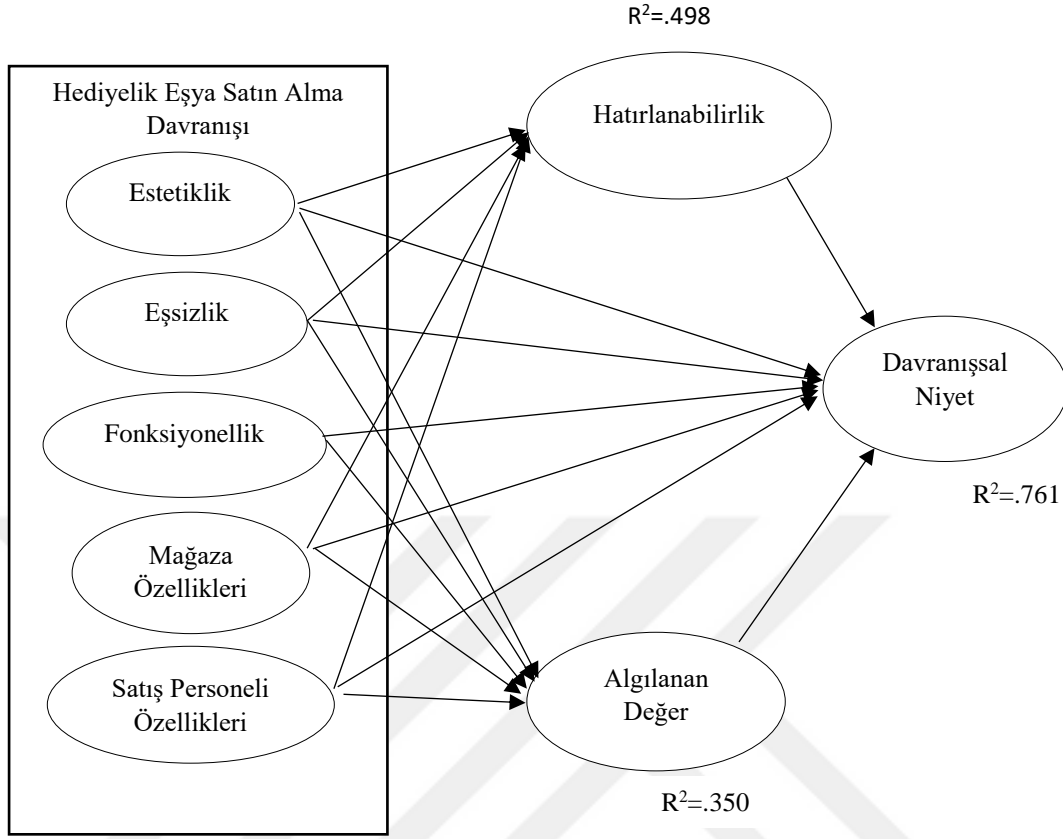 R²=.498
Hediyelik Eşya Satın Alma
Davranışı
Hatırlanabilirlik
Estetiklik
Eşsizlik
Davranışsal
Niyet
Fonksiyonellik
R²=.761
Mağaza
Özellikleri
Satış Personeli
Özellikleri
Algılanan
Değer
R²=.350